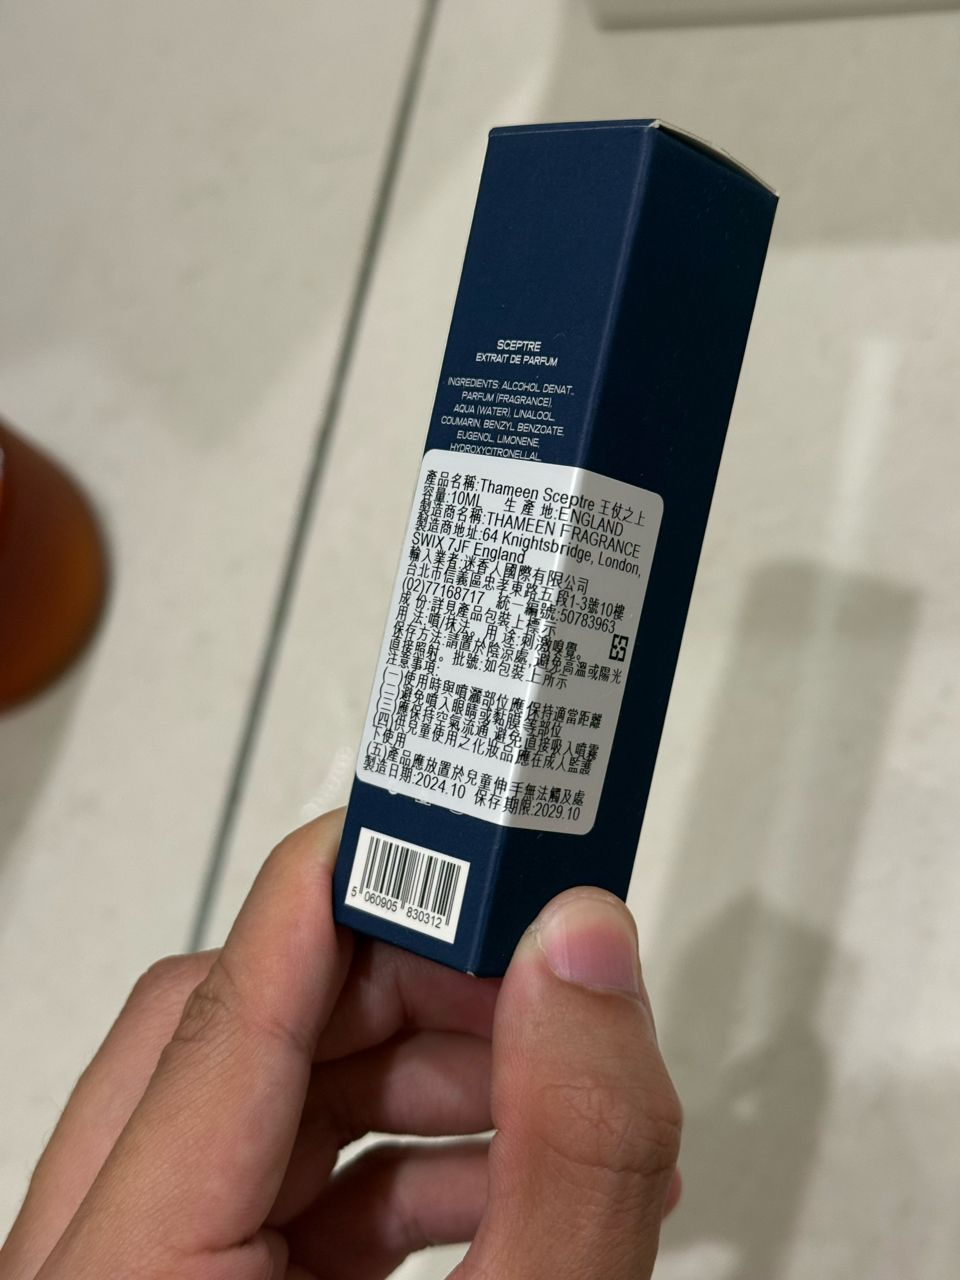 SCEPTRE
EXTRAIT DE PARFUM
INGREDIENTS: ALCOHOL DENAT.,
PARFUM (FRAGRANCE),
AQUA (WATER), LINALOOL,
COUMARIN, BENZYL BENZOATE,
EUGENOL, LIMONENE,
HYDROXYCITRONELLAL,
產品名稱:Thameen Sceptre 王仗之上
容量:10ML 生產地:ENGLAND
製造商名稱:THAMEEN FRAGRANCE
製造商地址:64 Knightsbridge, London,
SWIX 7JF England
輸入業者:迷香人國際有限公司
台北市信義區忠孝東路五段1-3號10樓
(02)77168717 統一編號:50783963
成份:詳見產品包裝上標示
用法:噴/抹式。用途:刺激嗅覺。
保存方法:請置於陰涼處,避免高溫或陽光
直接照射。批號:如包裝上所示
注意事項:
(一)使用時與噴灑部位應保持適當距離
(二)避免噴入眼睛或黏膜等部位
(三)應保持空氣流通,避免直接吸入噴霧
(四)供兒童使用之化妝品應在成人監護
下使用
(五)產品應放置於兒童伸手無法觸及處
製造日期:2024.10 保存期限:2029.10
5 060905 830312